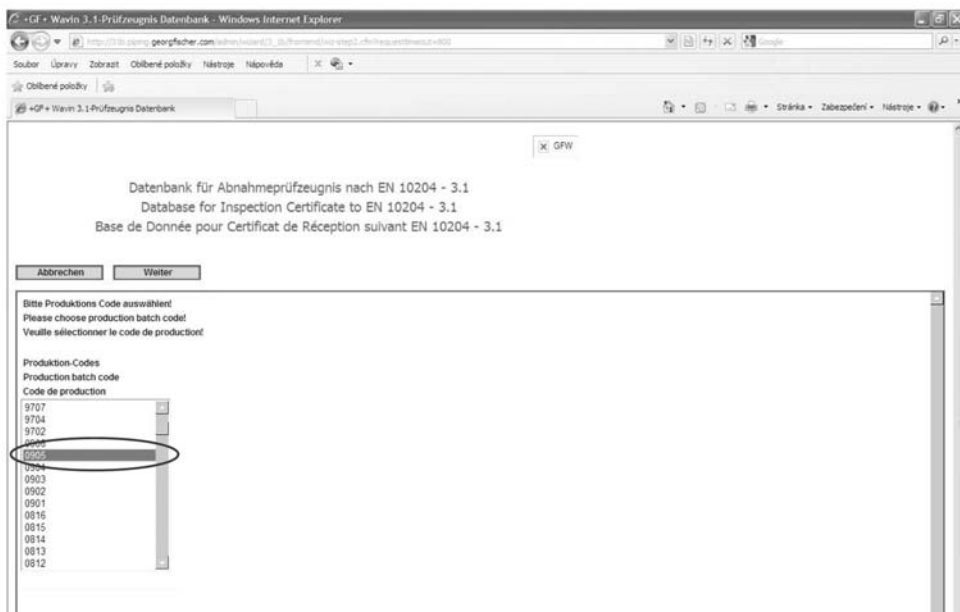 +GF+ Wavin 3.1-Prüfzeugnis Datenbank - Windows Internet Explorer
georgfischer.com Google
Soubor Úpravy Zobrazit Oblíbené položky Nástroje Nápověda
Oblíbené položky
+GF+ Wavin 3.1-Prüfzeugnis Datenbank Stránka Zabezpečení Nástroje
GFW
Datenbank für Abnahmeprüfzeugnis nach EN 10204 - 3.1
Database for Inspection Certificate to EN 10204 - 3.1
Base de Donnée pour Certificat de Réception suivant EN 10204 - 3.1
Abbrechen Weiter
Bitte Produktions Code auswählen!
Please choose production batch code!
Veuille sélectionner le code de production!
Produktion-Codes
Production batch code
Code de production
9707
9704
9702
0906
0905
0904
0903
0902
0901
0816
0815
0814
0813
0812